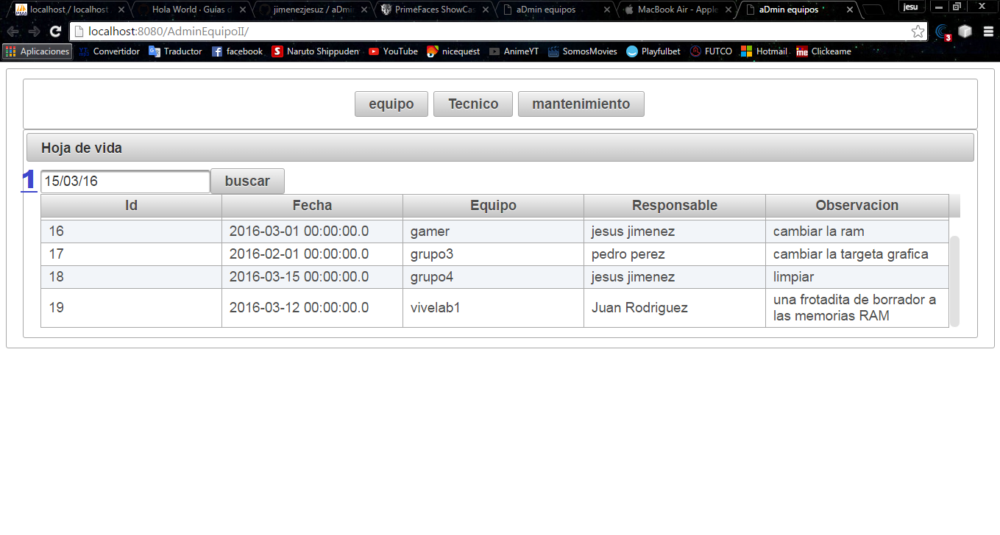 localhost / localhost
Hola World · Guías d
jimenezjesuz / aDmi
PrimeFaces ShowCas
aDmin equipos
MacBook Air - Apple
aDmin equipos
jesu
localhost:8080/AdminEquipoII/
3
Aplicaciones
Convertidor
Traductor
facebook
Naruto Shippuden
YouTube
nicequest
AnimeYT
SomosMovies
Playfulbet
FUTCO
Hotmail
Clickeame
equipo
Tecnico
mantenimiento
Hoja de vida
1
15/03/16
buscar
Id Fecha Equipo Responsable Observacion
16 2016-03-01 00:00:00.0 gamer jesus jimenez cambiar la ram
17 2016-02-01 00:00:00.0 grupo3 pedro perez cambiar la targeta grafica
18 2016-03-15 00:00:00.0 grupo4 jesus jimenez limpiar
19 2016-03-12 00:00:00.0 vivelab1 Juan Rodriguez una frotadita de borrador a
las memorias RAM